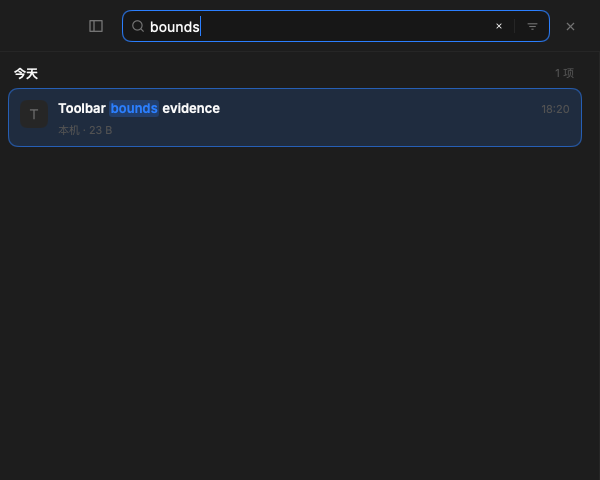 bounds
今天
1 项
T
Toolbar bounds evidence
18:20
本机 · 23 B